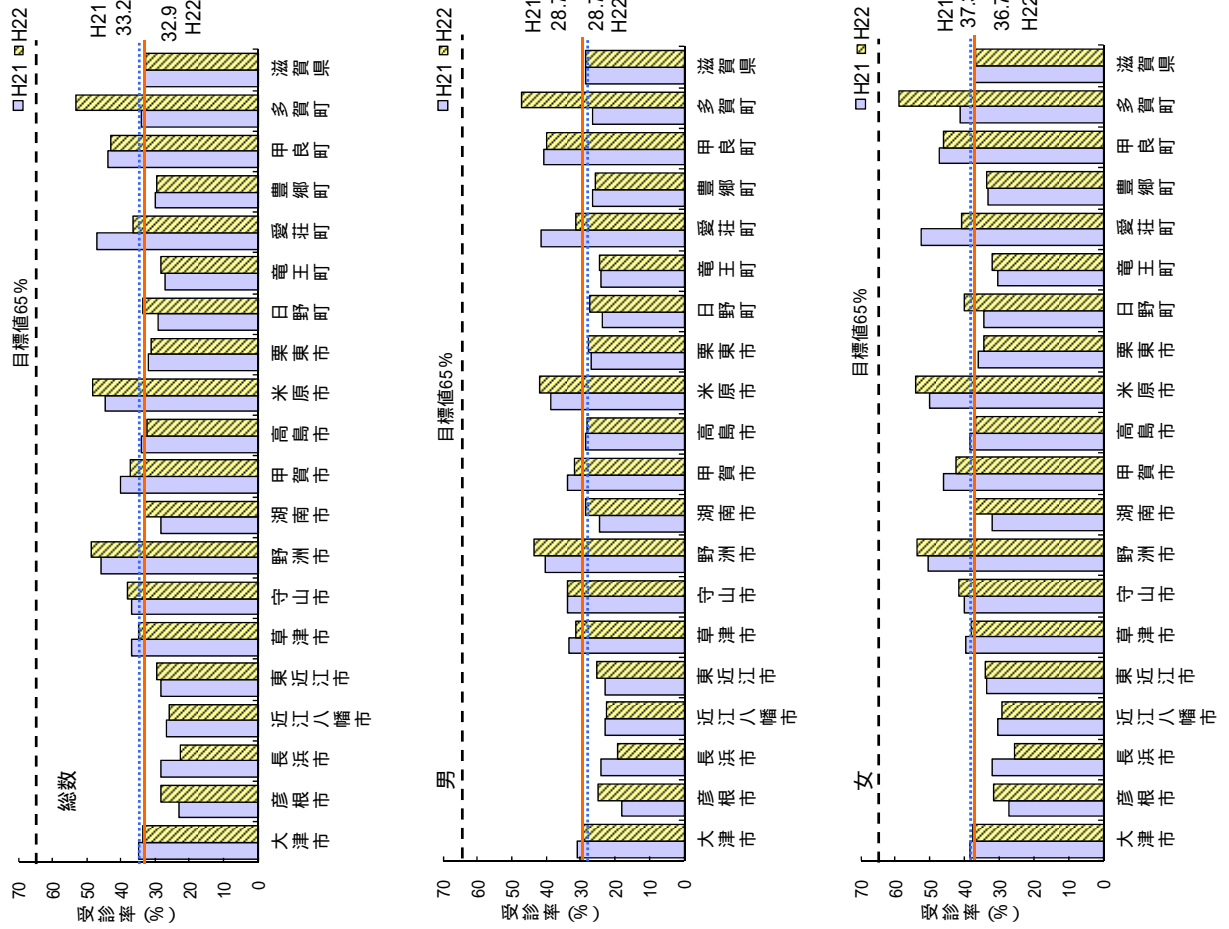 総数
受診率(%)
70
60
50
40
30
20
10
0
目標値65%
H21 H22
H21
33.2
32.9
H22
大津市
彦根市
長浜市
近江八幡市
東近江市
草津市
守山市
野洲市
湖南市
甲賀市
高島市
米原市
栗東市
日野町
竜王町
愛荘町
豊郷町
甲良町
多賀町
滋賀県
男
受診率(%)
70
60
50
40
30
20
10
0
目標値65%
H21 H22
H21
H22
大津市
彦根市
長浜市
近江八幡市
東近江市
草津市
守山市
野洲市
湖南市
甲賀市
高島市
米原市
栗東市
日野町
竜王町
愛荘町
豊郷町
甲良町
多賀町
滋賀県
女
受診率(%)
70
60
50
40
30
20
10
0
目標値65%
H21 H22
H21
H22
大津市
彦根市
長浜市
近江八幡市
東近江市
草津市
守山市
野洲市
湖南市
甲賀市
高島市
米原市
栗東市
日野町
竜王町
愛荘町
豊郷町
甲良町
多賀町
滋賀県